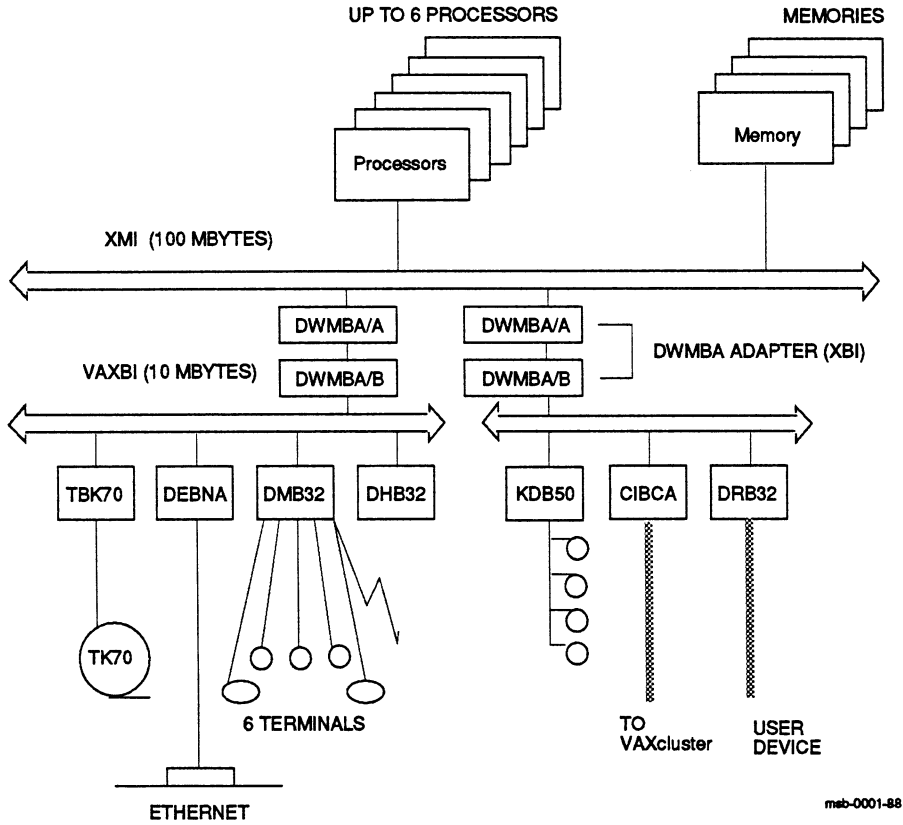 UP TO 6 PROCESSORS
MEMORIES
Processors
Memory
XMI (100 MBYTES)
DWMBA/A
DWMBA/A
DWMBA ADAPTER (XBI)
VAXBI (10 MBYTES)
DWMBA/B
DWMBA/B
TBK70
DEBNA
DMB32
DHB32
KDB50
CIBCA
DRB32
TK70
6 TERMINALS
TO
VAXcluster
USER
DEVICE
ETHERNET
msb-0001-88